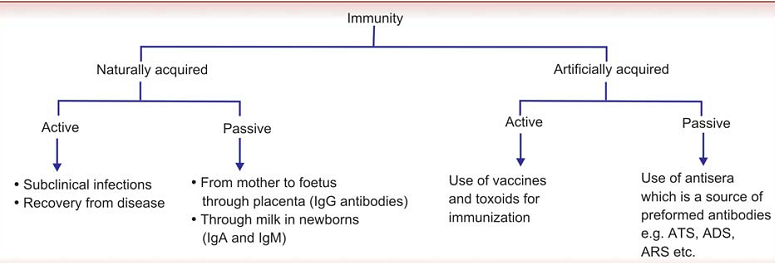 Immunity
Naturally acquired
Artificially acquired
Active
Passive
Active
Passive
• Subclinical infections
• Recovery from disease
• From mother to foetus
through placenta (IgG antibodies)
• Through milk in newborns
(IgA and IgM)
Use of vaccines
and toxoids for
immunization
Use of antisera
which is a source of
preformed antibodies
e.g. ATS, ADS,
ARS etc.